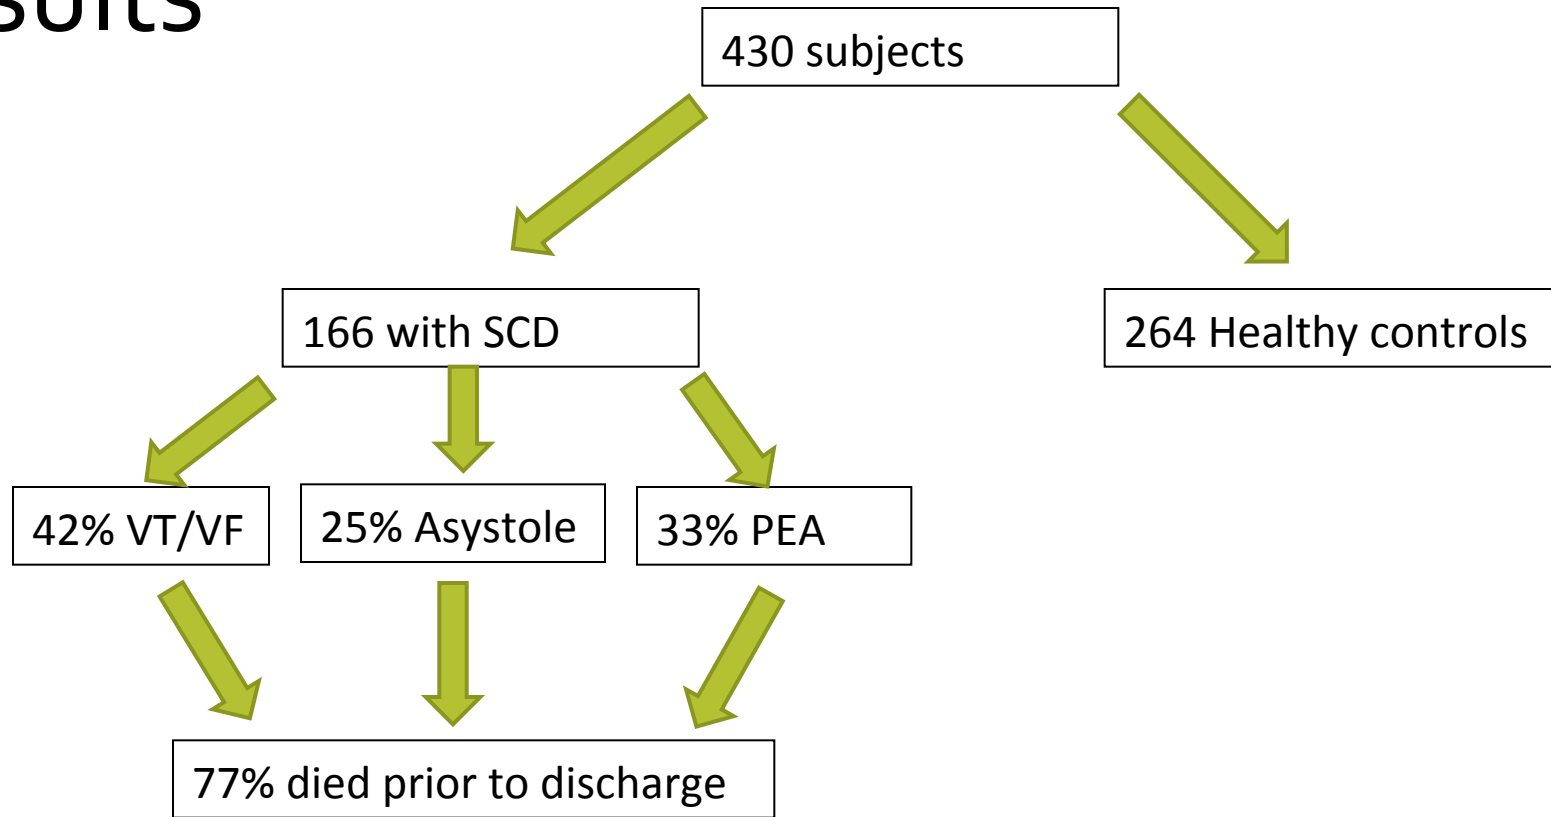 430 subjects
166 with SCD
264 Healthy controls
42% VT/VF
25% Asystole
33% PEA
77% died prior to discharge